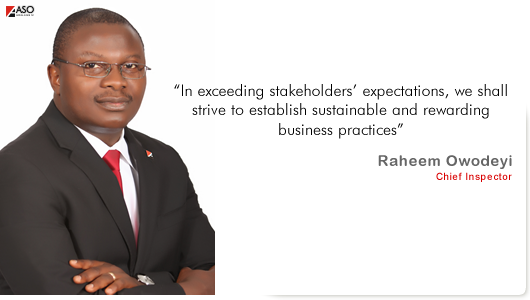 ASO
“In exceeding stakeholders’ expectations, we shall
strive to establish sustainable and rewarding
business practices”
Raheem Owodeyi
Chief Inspector